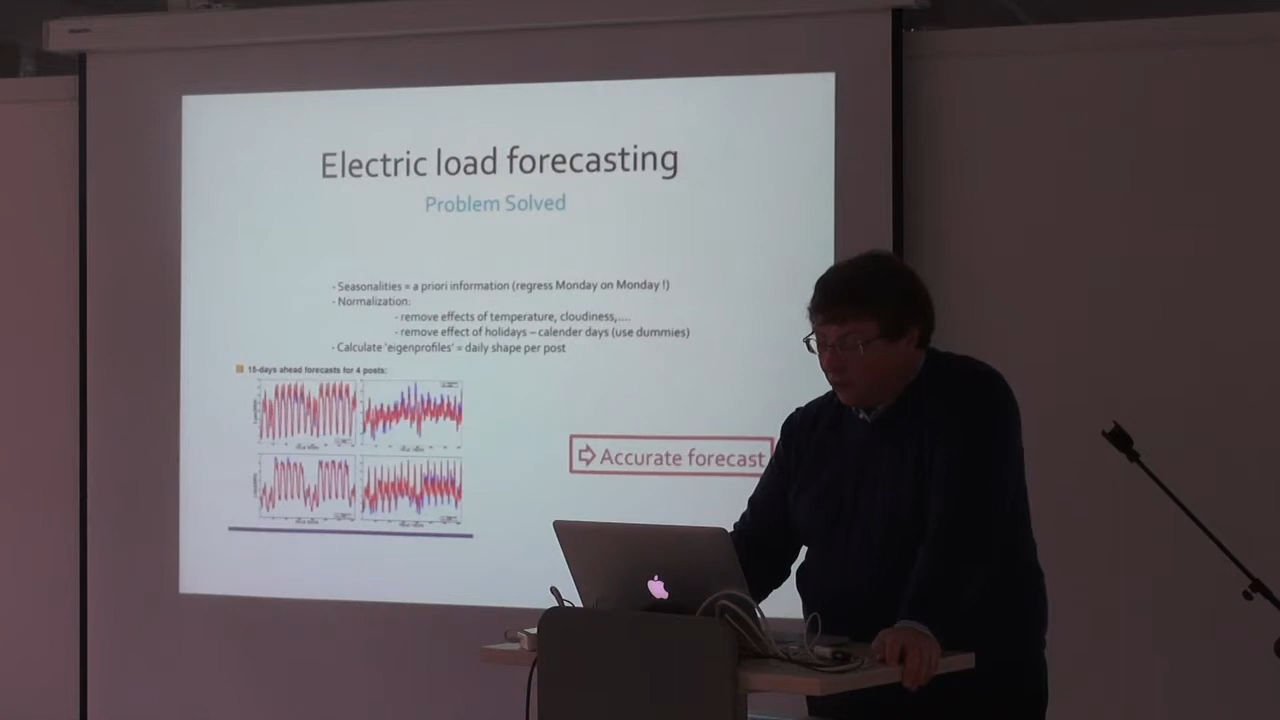 Electric load forecasting
Problem Solved
- Seasonalities = a priori information (regress Monday on Monday !)
- Normalization:
- remove effects of temperature, cloudiness,....
- remove effect of holidays – calender days (use dummies)
- Calculate 'eigenprofiles' = daily shape per post
15-days ahead forecasts for 4 posts:
Accurate forecast